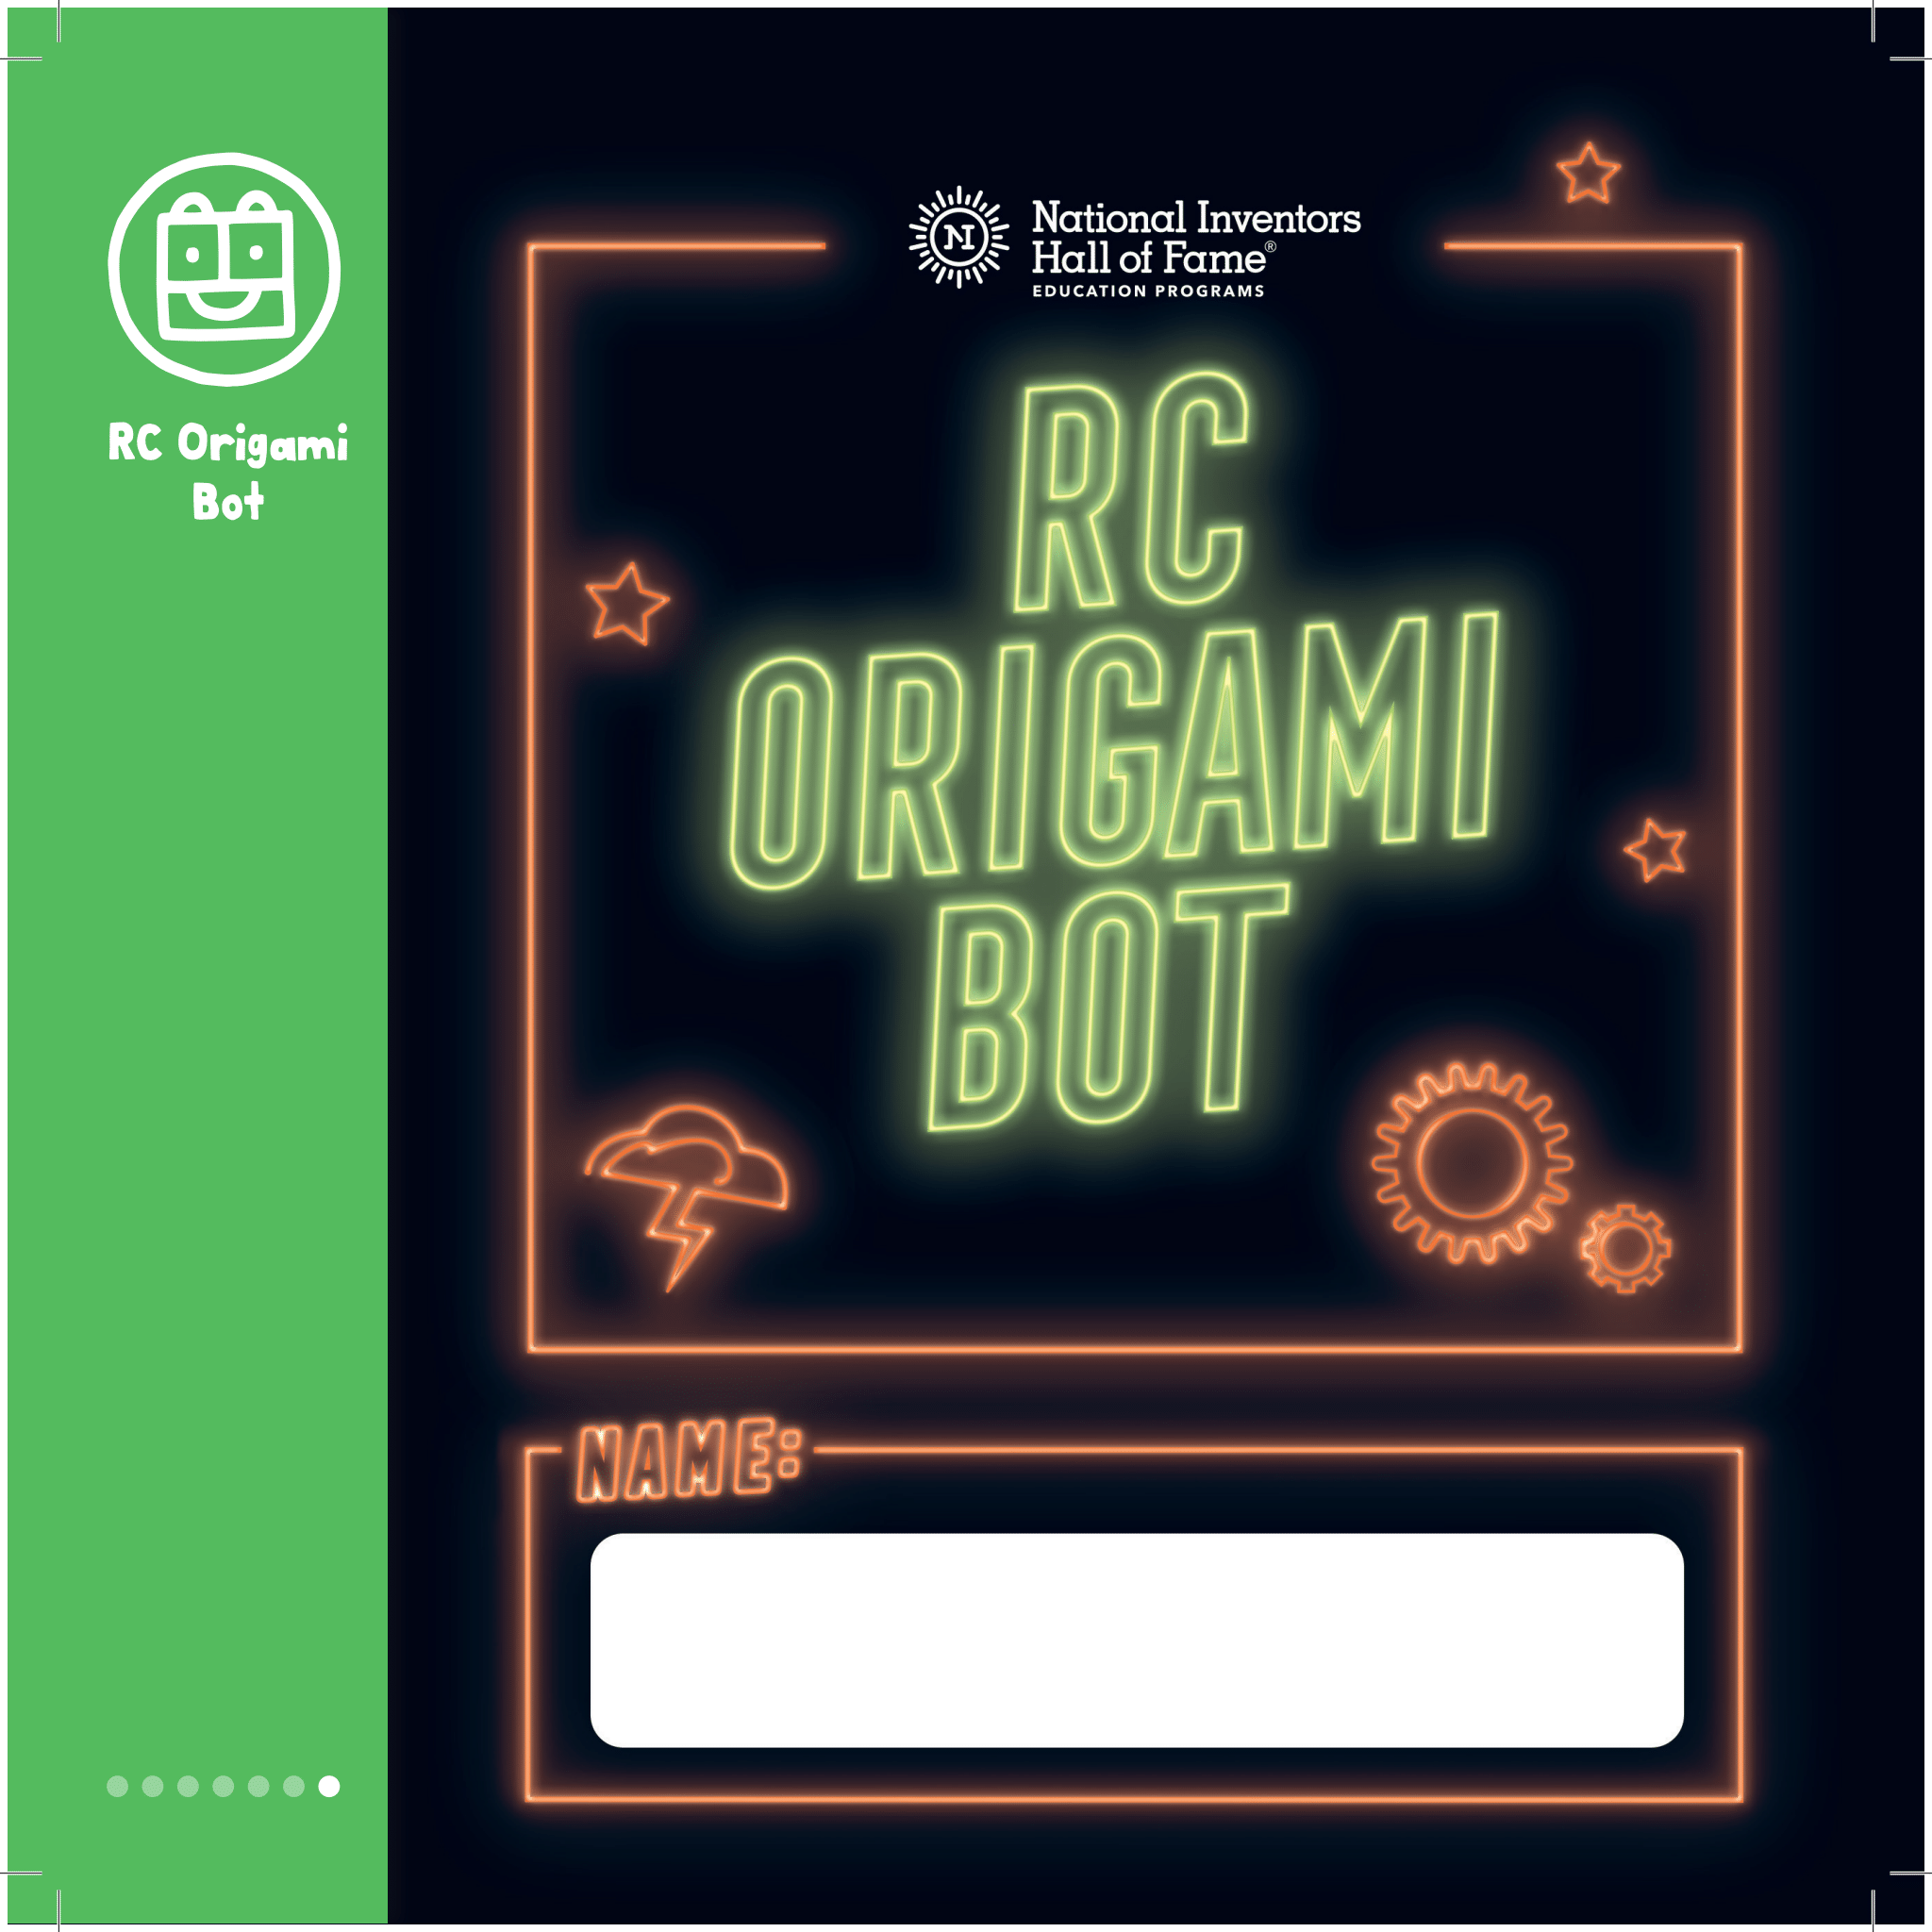 RC Origami
Bot
N
National Inventors
Hall of Fame®
EDUCATION PROGRAMS
RC
ORIGAMI
BOT
NAME: